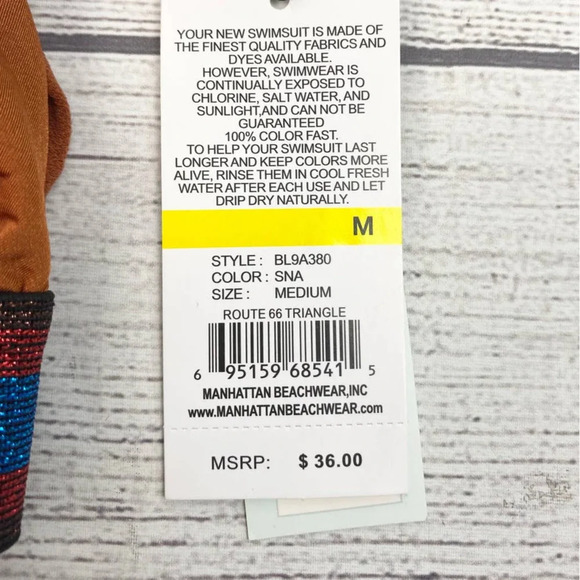 YOUR NEW SWIMSUIT IS MADE OF
THE FINEST QUALITY FABRICS AND
DYES AVAILABLE.
HOWEVER, SWIMWEAR IS
CONTINUALLY EXPOSED TO
CHLORINE, SALT WATER, AND
SUNLIGHT,AND CAN NOT BE
GUARANTEED
100% COLOR FAST.
TO HELP YOUR SWIMSUIT LAST
LONGER AND KEEP COLORS MORE
ALIVE, RINSE THEM IN COOL FRESH
WATER AFTER EACH USE AND LET
DRIP DRY NATURALLY.
M
STYLE : BL9A380
COLOR : SNA
SIZE : MEDIUM
ROUTE 66 TRIANGLE
6 95159 68541 5
MANHATTAN BEACHWEAR,INC
www.MANHATTANBEACHWEAR.com
MSRP: $ 36.00